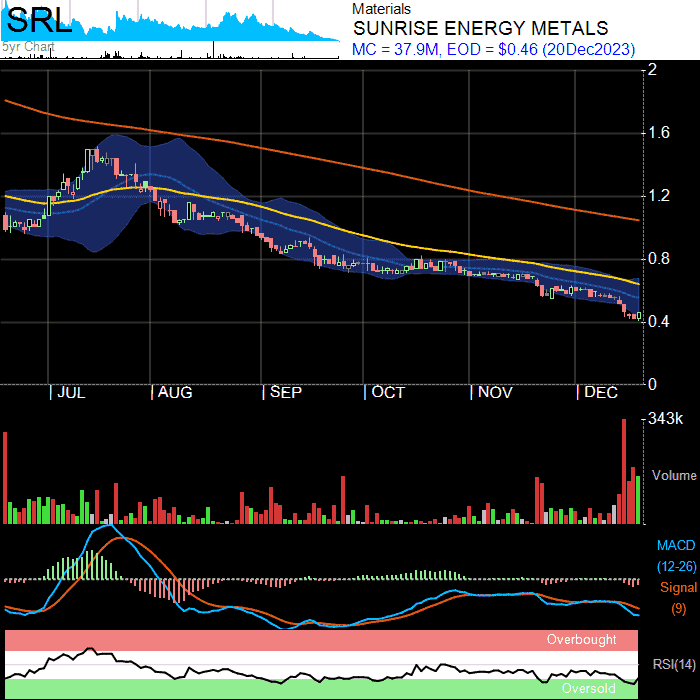 SRL
5yr Chart
Materials
SUNRISE ENERGY METALS
MC = 37.9M, EOD = $0.46 (20Dec2023)
2
1.6
1.2
0.8
0.4
0
| JUL | AUG | SEP | OCT | NOV | DEC
343k
Volume
MACD
(12-26)
Signal
(9)
Overbought
RSI(14)
Oversold